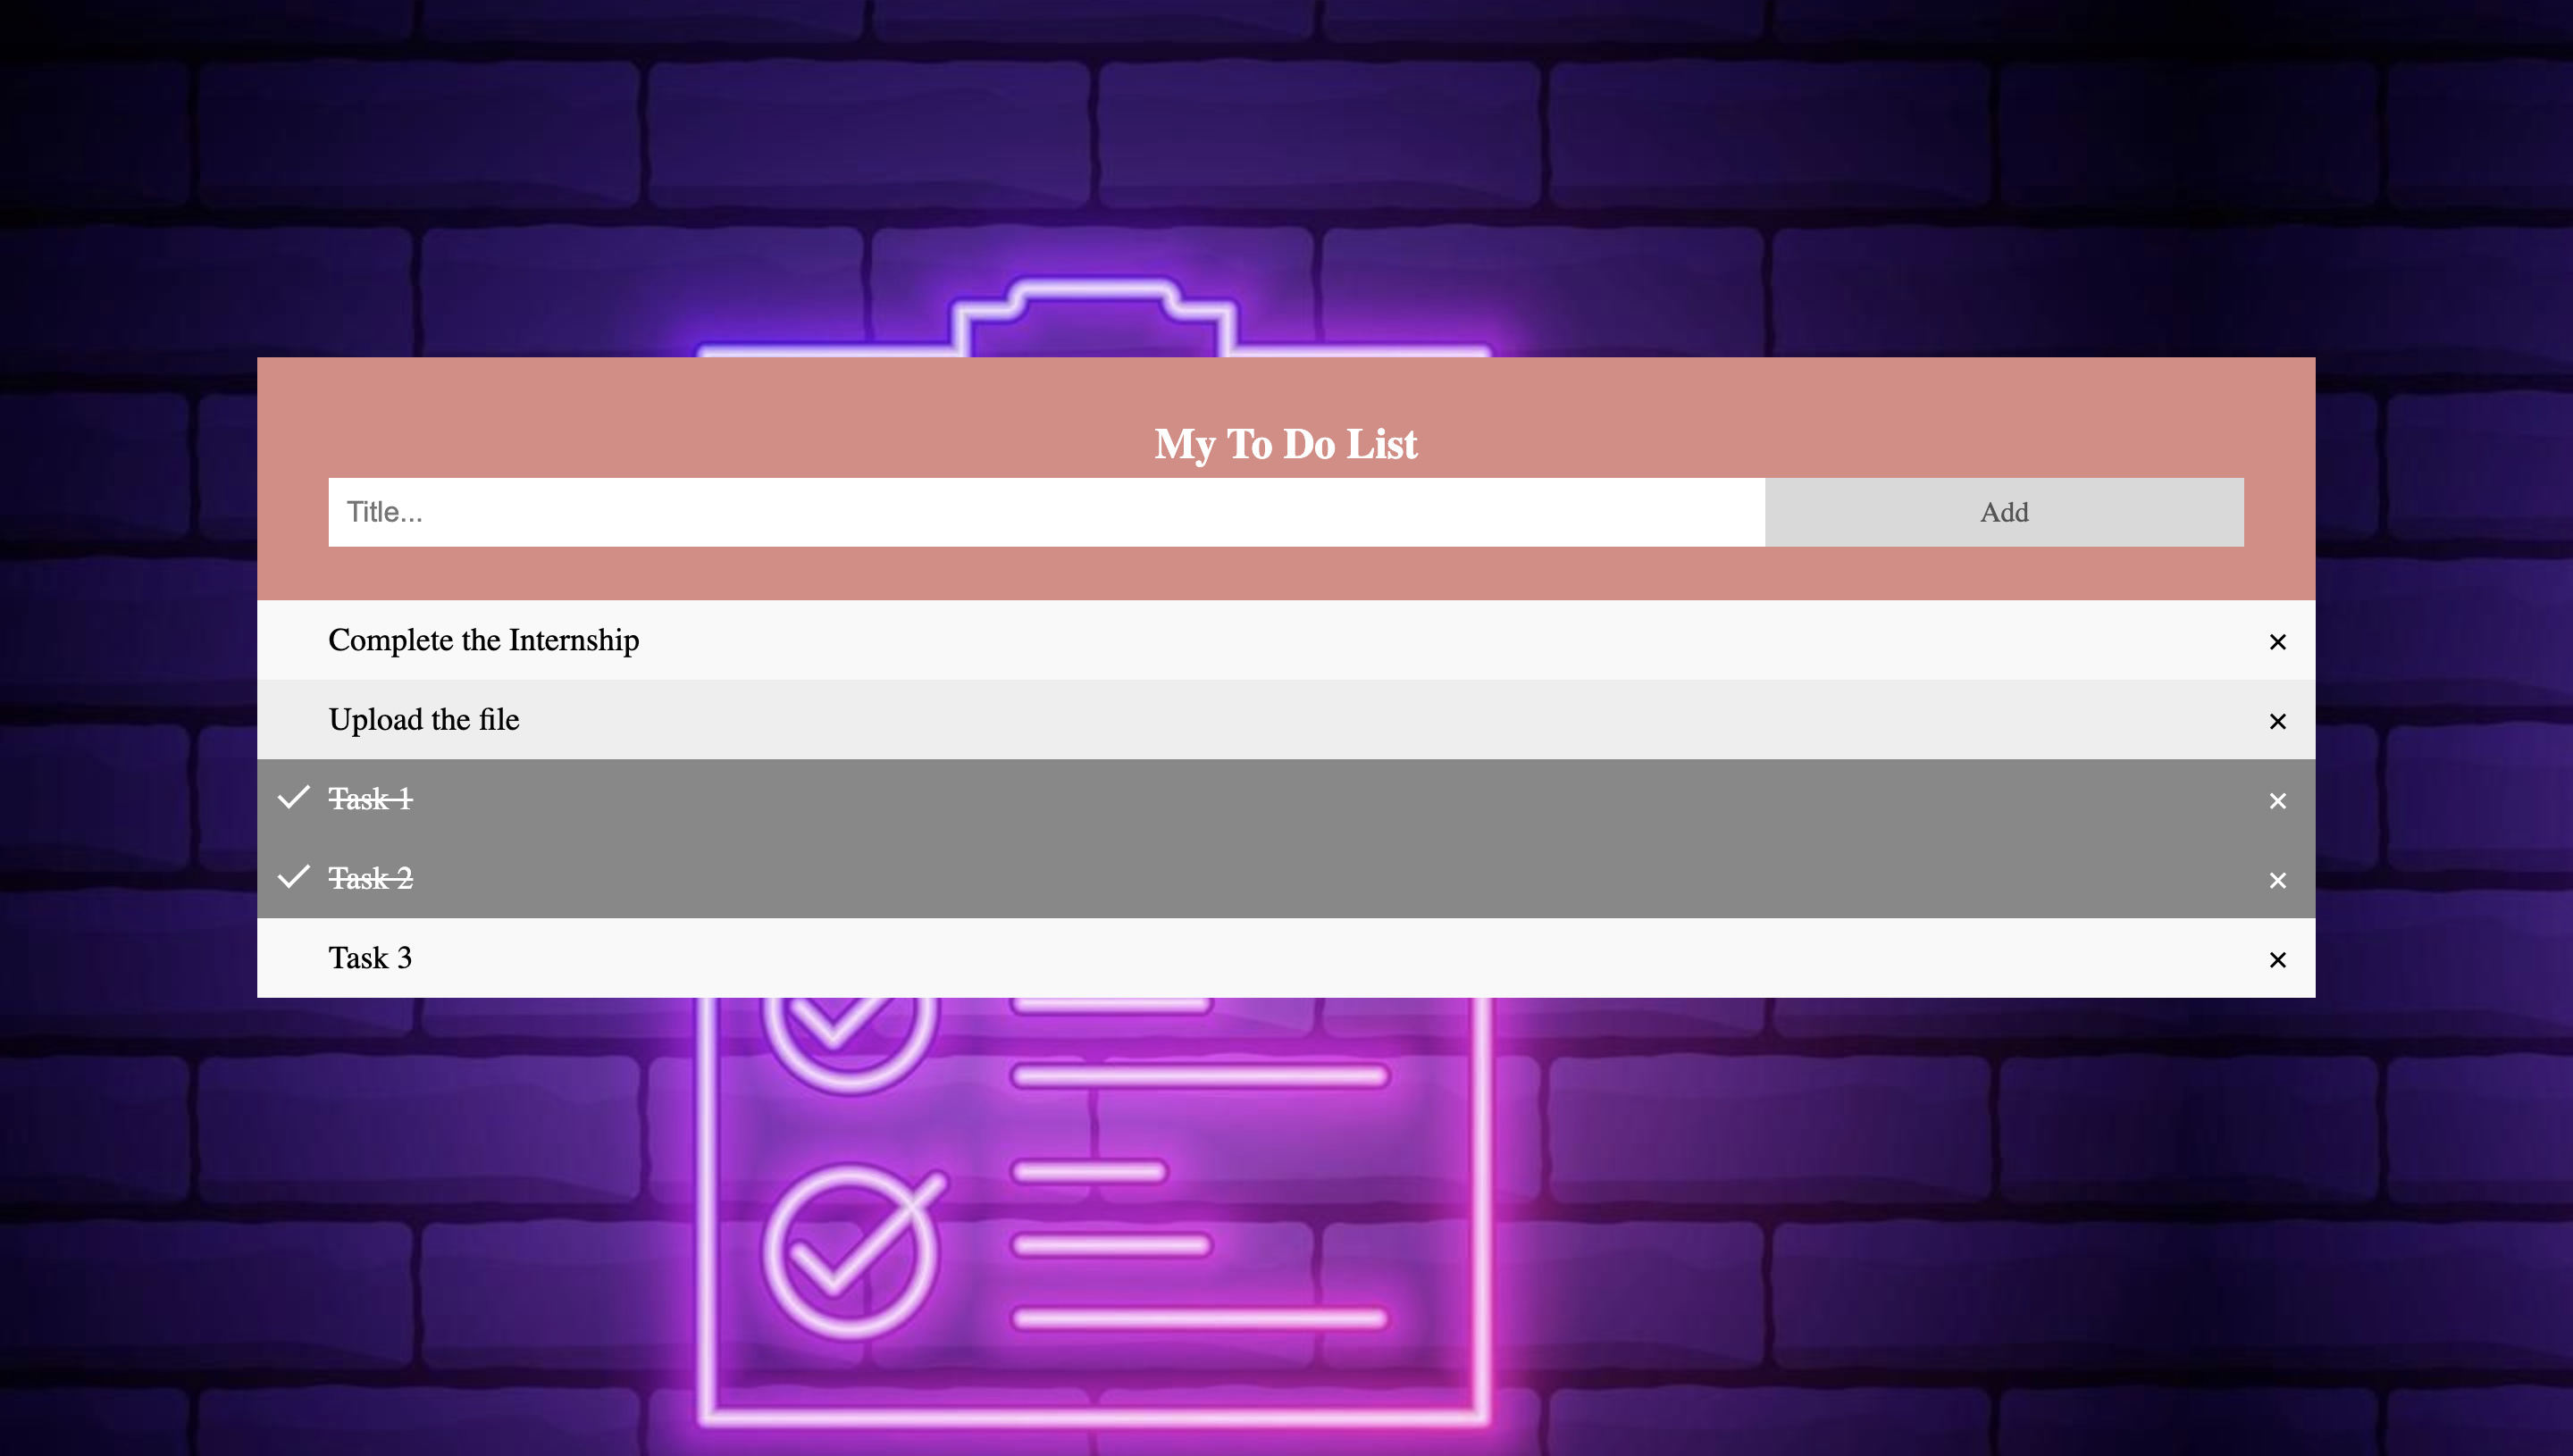 My To Do List
Title...
Add
Complete the Internship
×
Upload the file
×
Task 1
×
Task 2
×
Task 3
×